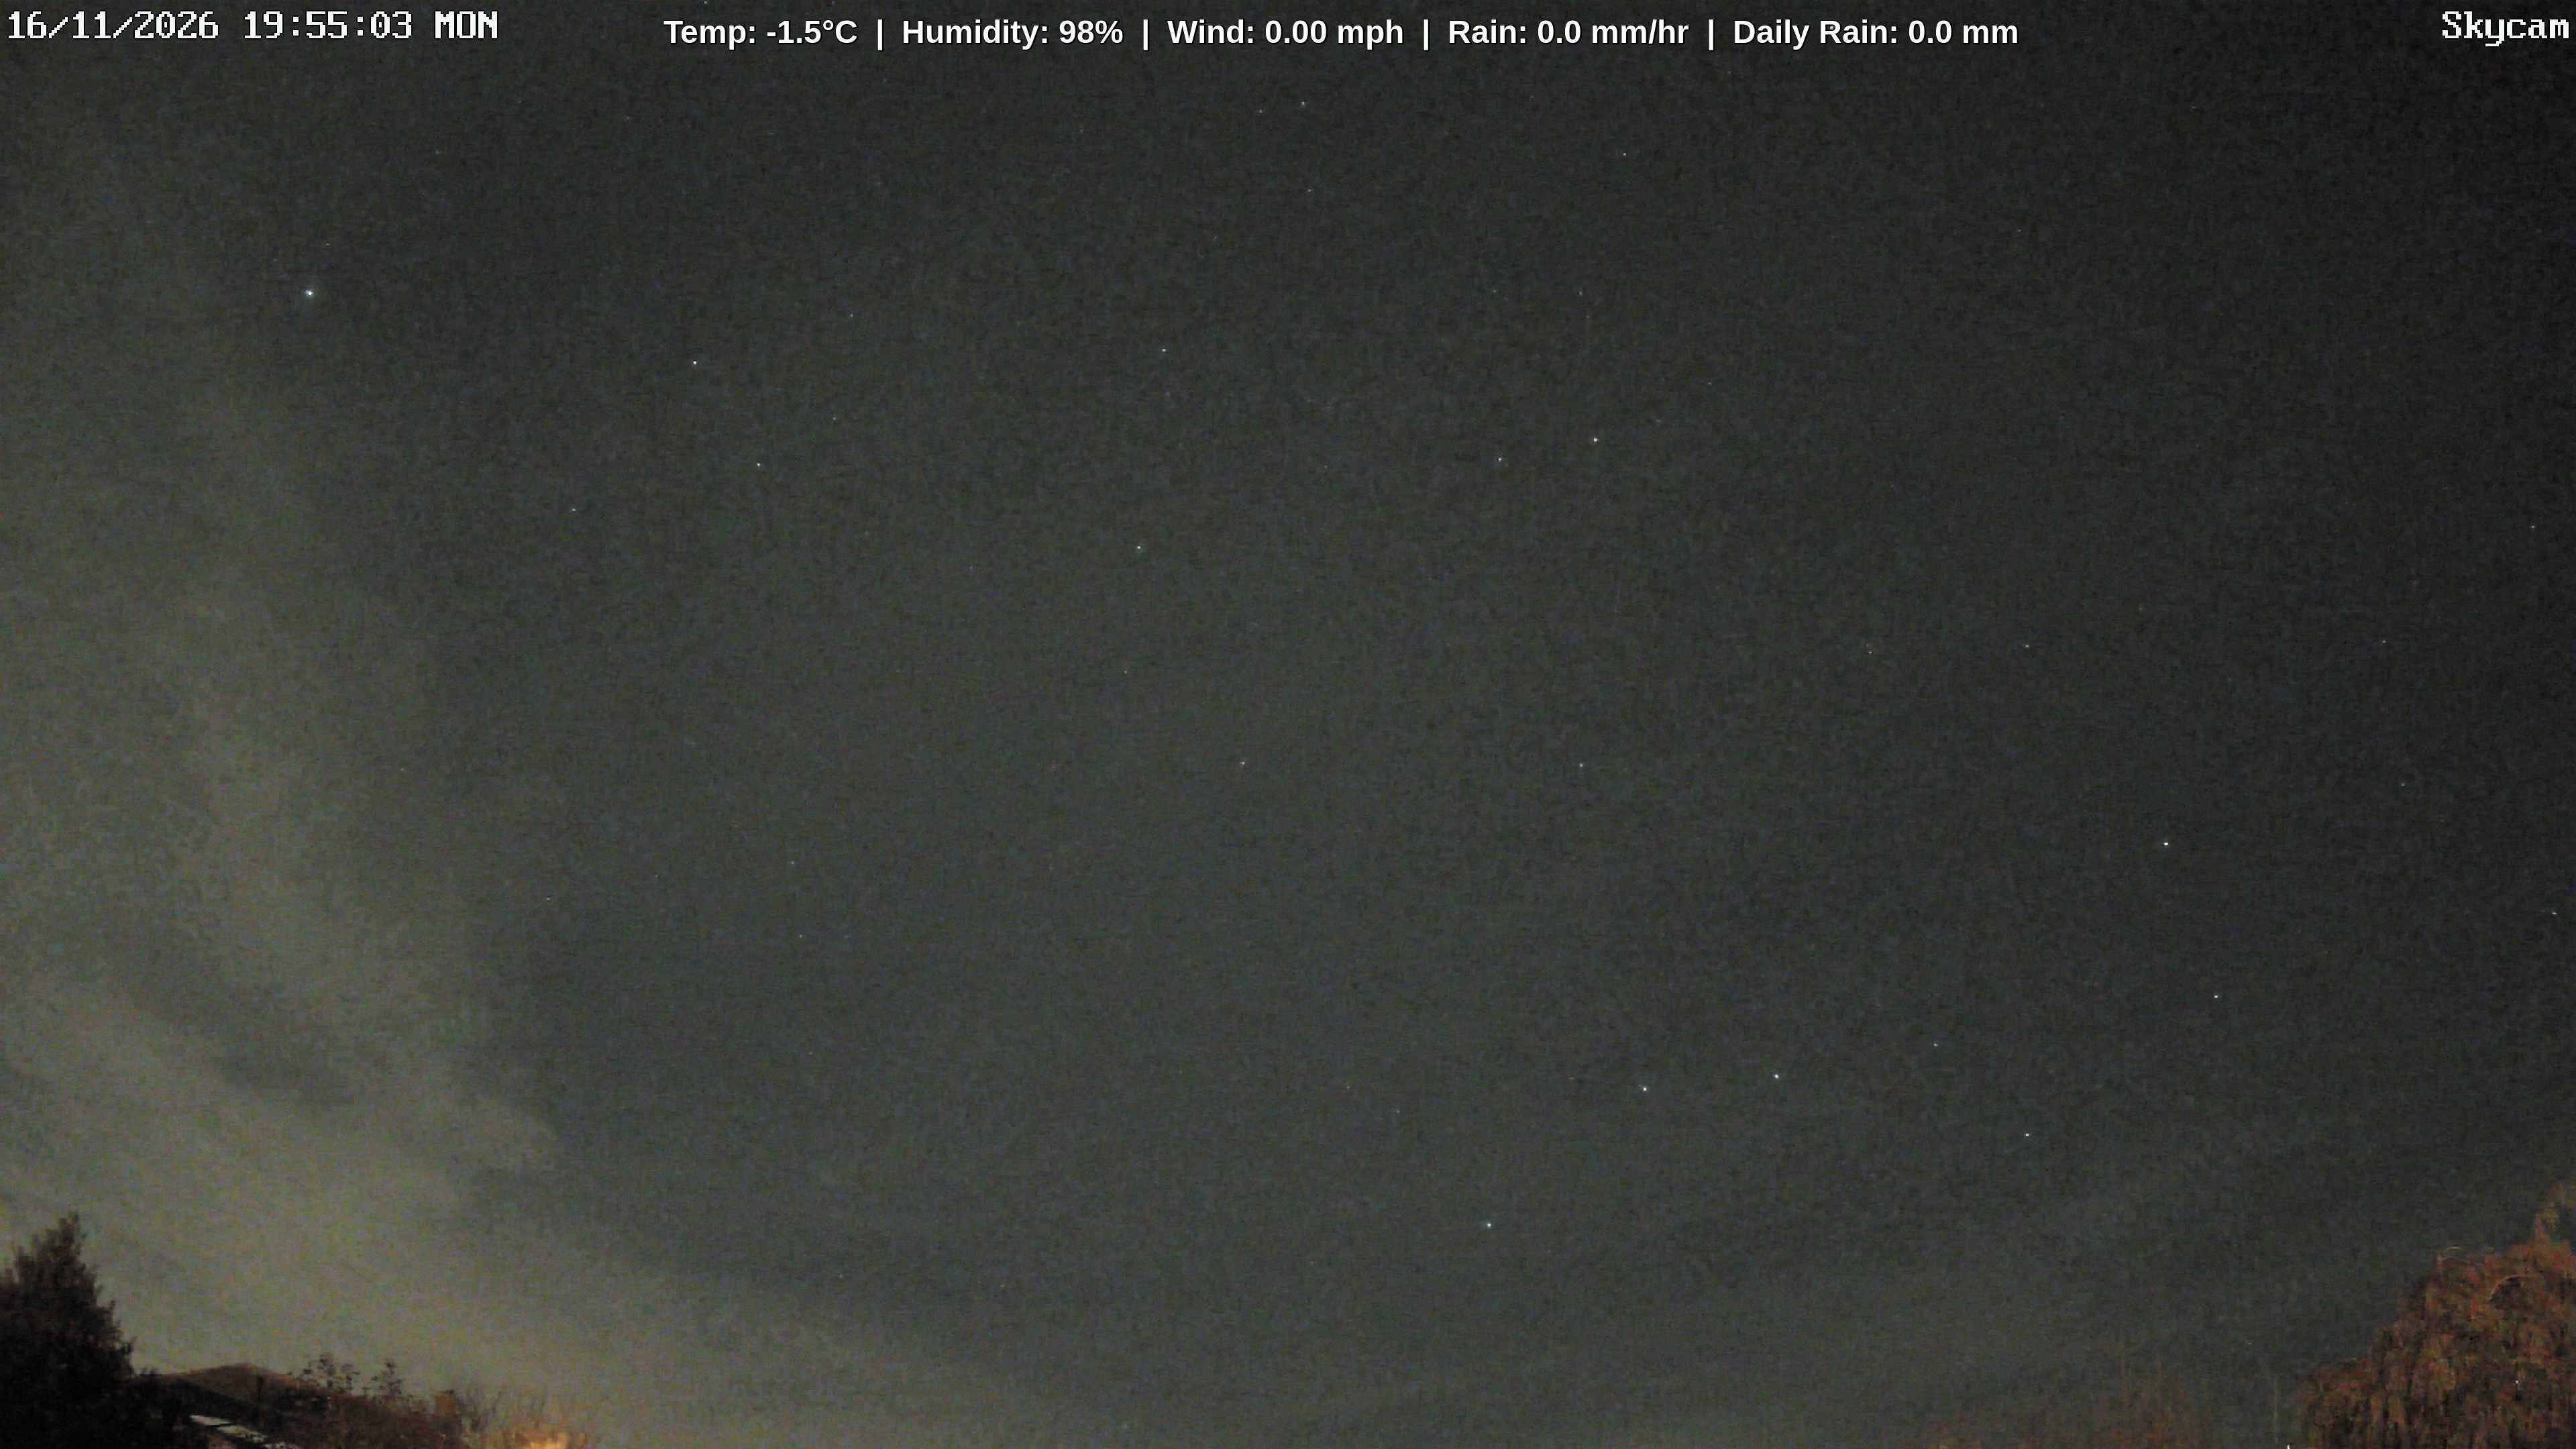 16/11/2026 19:55:03 MON
Temp: -1.5°C | Humidity: 98% | Wind: 0.00 mph | Rain: 0.0 mm/hr | Daily Rain: 0.0 mm
Skycam